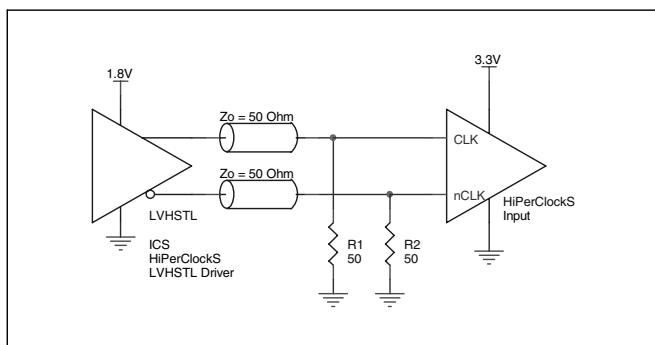 1.8V
3.3V
Zo = 50 Ohm
CLK
Zo = 50 Ohm
nCLK
HiPerClockS
Input
LVHSTL
ICS
HiPerClockS
LVHSTL Driver
R1
50
R2
50